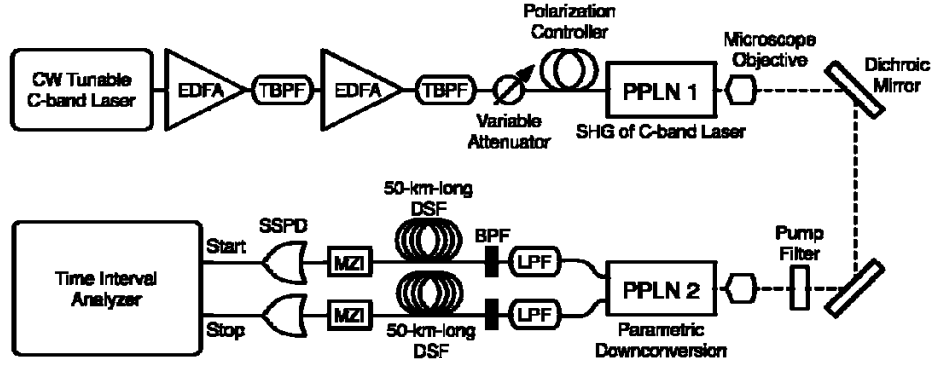 Polarization
Controller
Microscope
Objective
Dichroic
Mirror
CW Tunable
C-band Laser
EDFA
TBPF
EDFA
TBPF
PPLN 1
Variable
Attenuator
SHG of C-band Laser
50-km-long
DSF
SSPD
BPF
Pump
Filter
Start
MZI
LPF
Time Interval
Analyzer
PPLN 2
Stop
MZI
LPF
50-km-long
DSF
Parametric
Downconversion